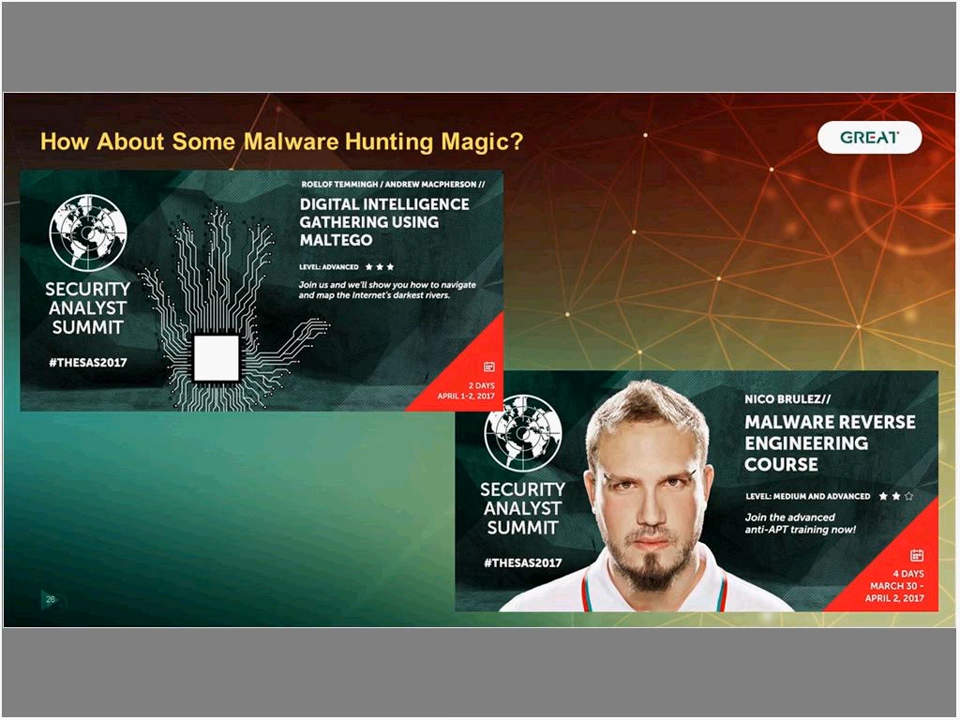 How About Some Malware Hunting Magic?
GREAT
ROELOF TEMMINGH / ANDREW MACPHERSON //
DIGITAL INTELLIGENCE
GATHERING USING
MALTEGO
LEVEL: ADVANCED
Join us and we'll show you how to navigate
and map the Internet's darkest rivers.
SECURITY
ANALYST
SUMMIT
#THESAS2017
2 DAYS
APRIL 1-2, 2017
NICO BRULEZ//
MALWARE REVERSE
ENGINEERING
COURSE
LEVEL: MEDIUM AND ADVANCED
Join the advanced
anti-APT training now!
SECURITY
ANALYST
SUMMIT
#THESAS2017
4 DAYS
MARCH 30 -
APRIL 2, 2017
26